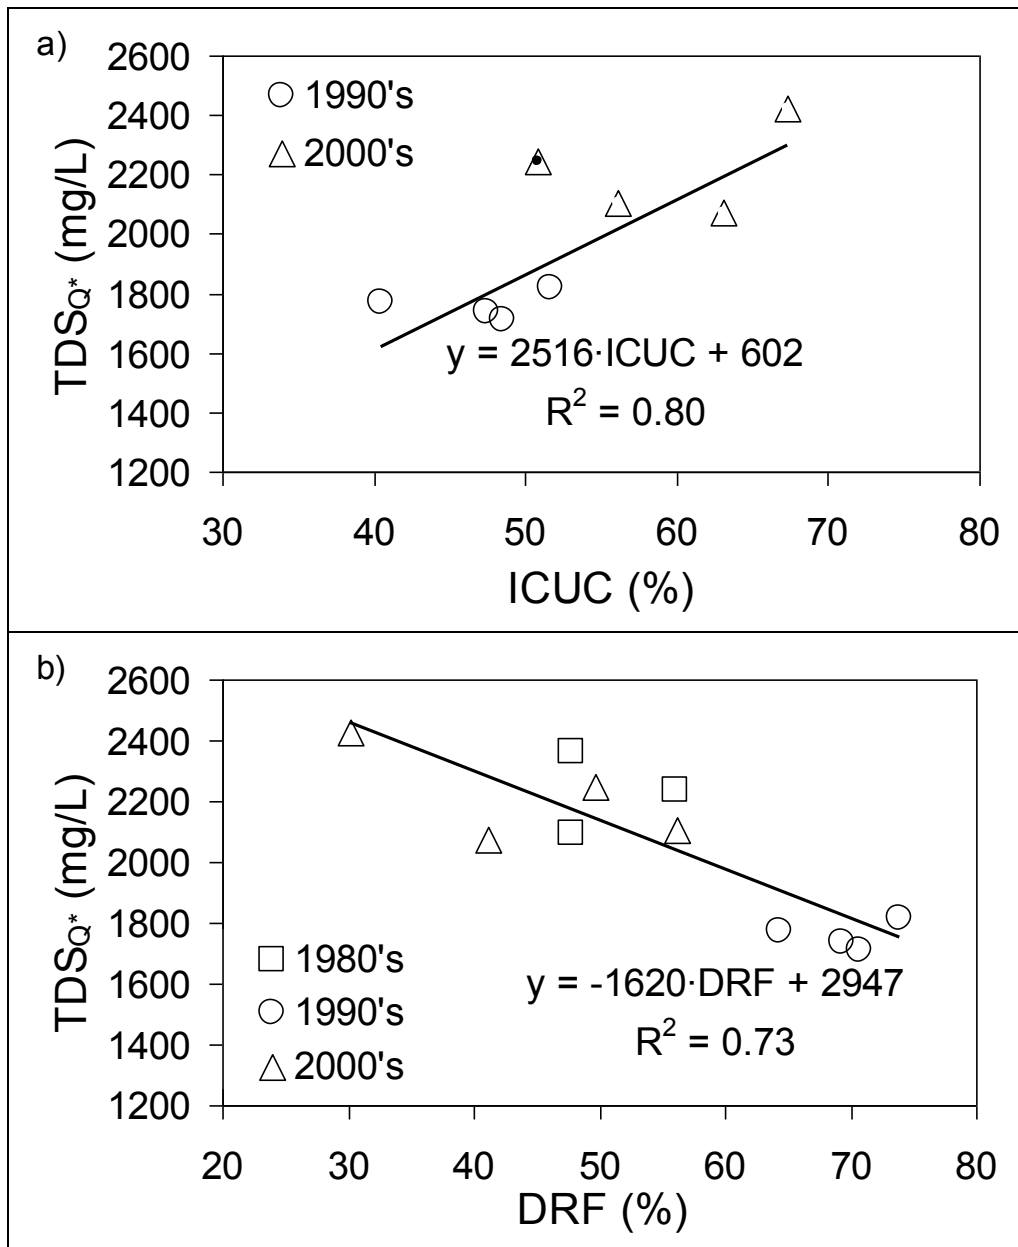 a)
2600
2400
2200
2000
1800
1600
1400
1200
TDSQ* (mg/L)
1990's
2000's
y = 2516·ICUC + 602
R2 = 0.80
30 40 50 60 70 80
ICUC (%)
b)
2600
2400
2200
2000
1800
1600
1400
1200
TDSQ* (mg/L)
1980's
1990's
2000's
y = -1620·DRF + 2947
R2 = 0.73
20 30 40 50 60 70 80
DRF (%)